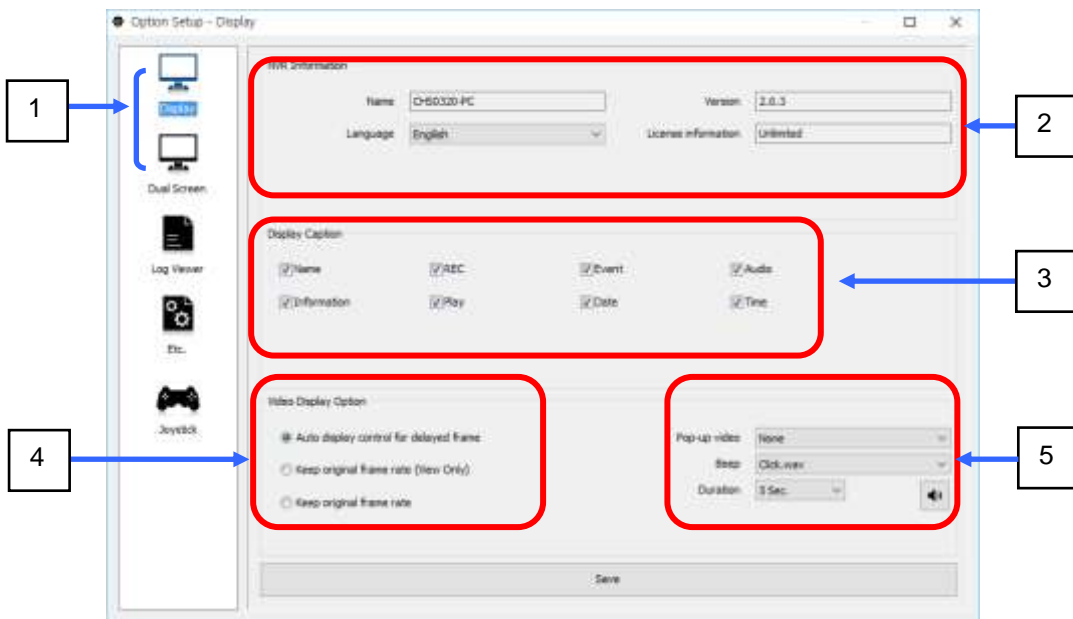 Option Setup - Display
1
Display
Dual Screen
Log Viewer
Etc.
Joystick
NVR Information
Name CHS0320-PC Version 2.0.3
Language English License information Unlimited
2
Display Caption
Name REC Event Audio
Information Play Date Time
3
Video Display Option
Auto display control for delayed frame
Keep original frame rate (View Only)
Keep original frame rate
4
Pop-up video None
Beep Click.wav
Duration 3 Sec.
5
Save